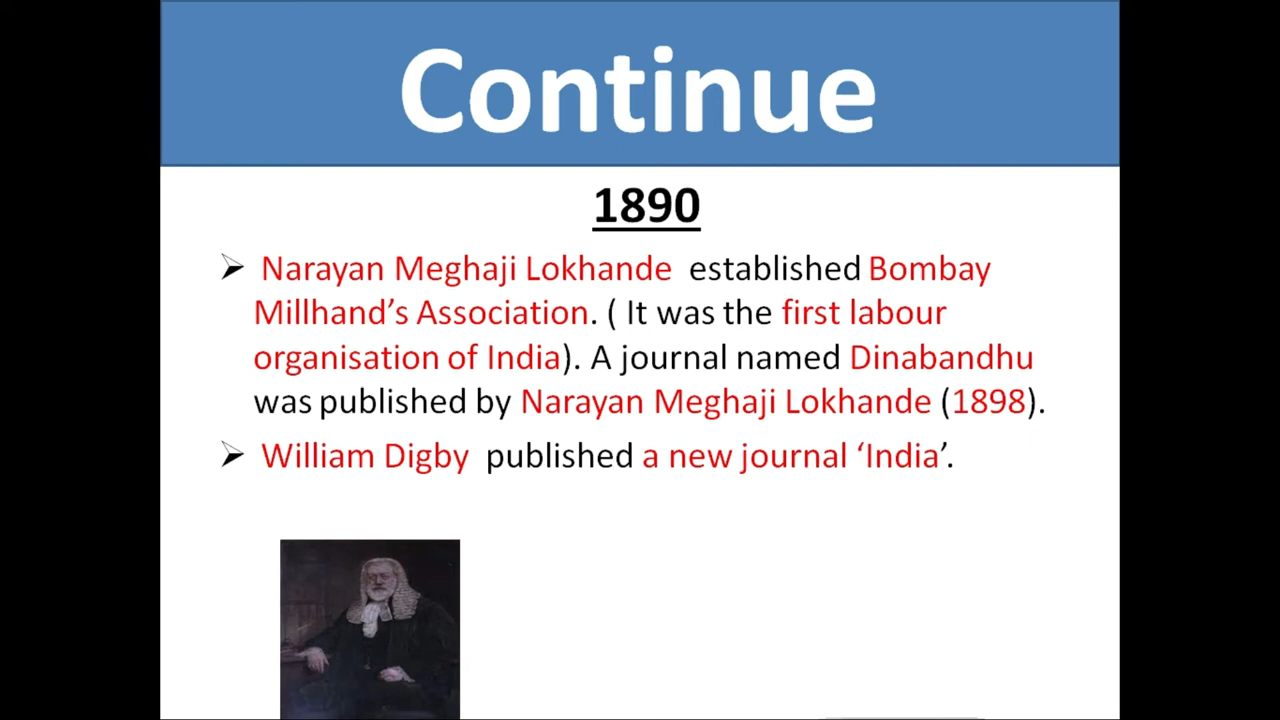 Continue
1890
➢ Narayan Meghaji Lokhande established Bombay
Millhand’s Association. ( It was the first labour
organisation of India). A journal named Dinabandhu
was published by Narayan Meghaji Lokhande (1898).
➢ William Digby published a new journal ‘India’.